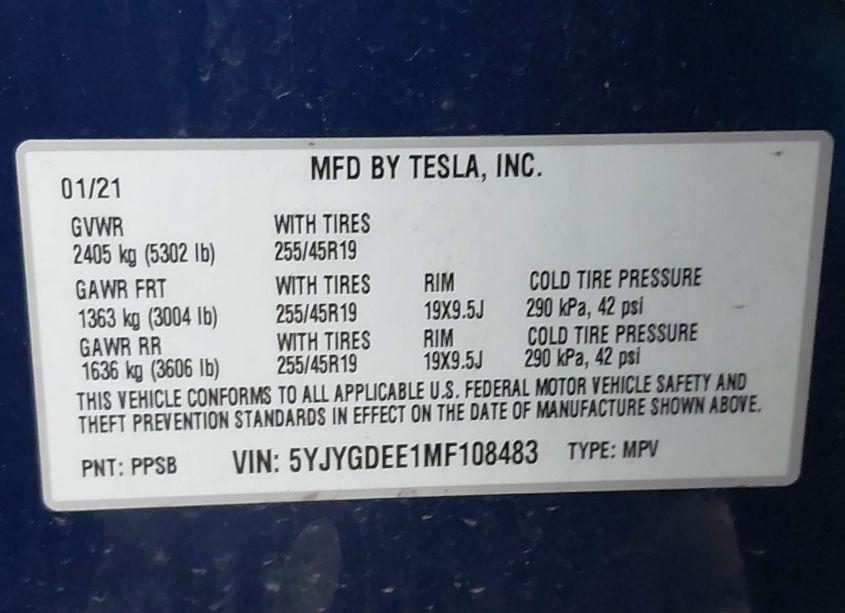 MFD BY TESLA, INC.
01/21
GVWR WITH TIRES
2405 kg (5302 lb) 255/45R19
GAWR FRT WITH TIRES RIM COLD TIRE PRESSURE
1363 kg (3004 lb) 255/45R19 19X9.5J 290 kPa, 42 psi
GAWR RR WITH TIRES RIM COLD TIRE PRESSURE
1636 kg (3606 lb) 255/45R19 19X9.5J 290 kPa, 42 psi
THIS VEHICLE CONFORMS TO ALL APPLICABLE U.S. FEDERAL MOTOR VEHICLE SAFETY AND
THEFT PREVENTION STANDARDS IN EFFECT ON THE DATE OF MANUFACTURE SHOWN ABOVE.
PNT: PPSB VIN: 5YJYGDEE1MF108483 TYPE: MPV